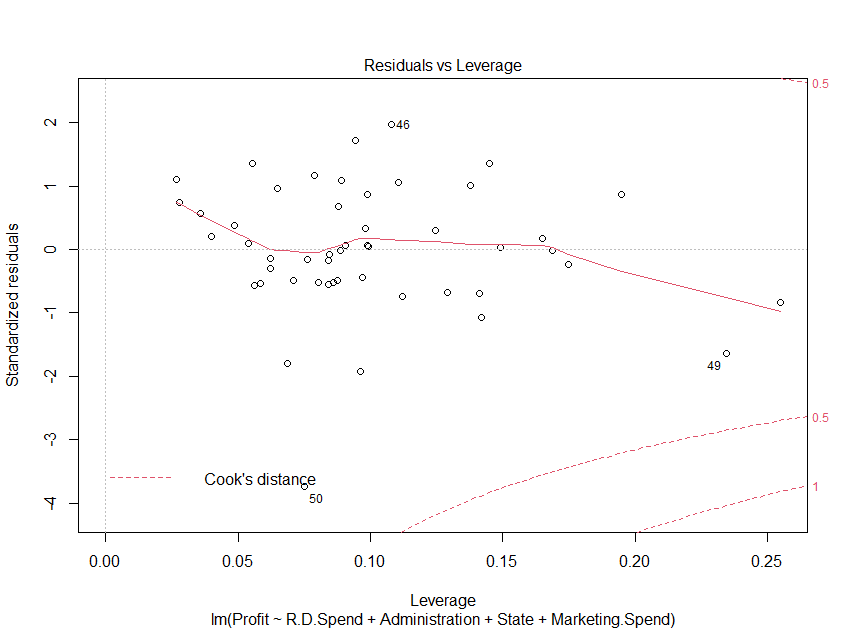 Residuals vs Leverage
Standardized residuals
2
1
0
-1
-2
-3
-4
46
49
50
0.5
0.5
1
Cook's distance
0.00 0.05 0.10 0.15 0.20 0.25
Leverage
lm(Profit ~ R.D.Spend + Administration + State + Marketing.Spend)